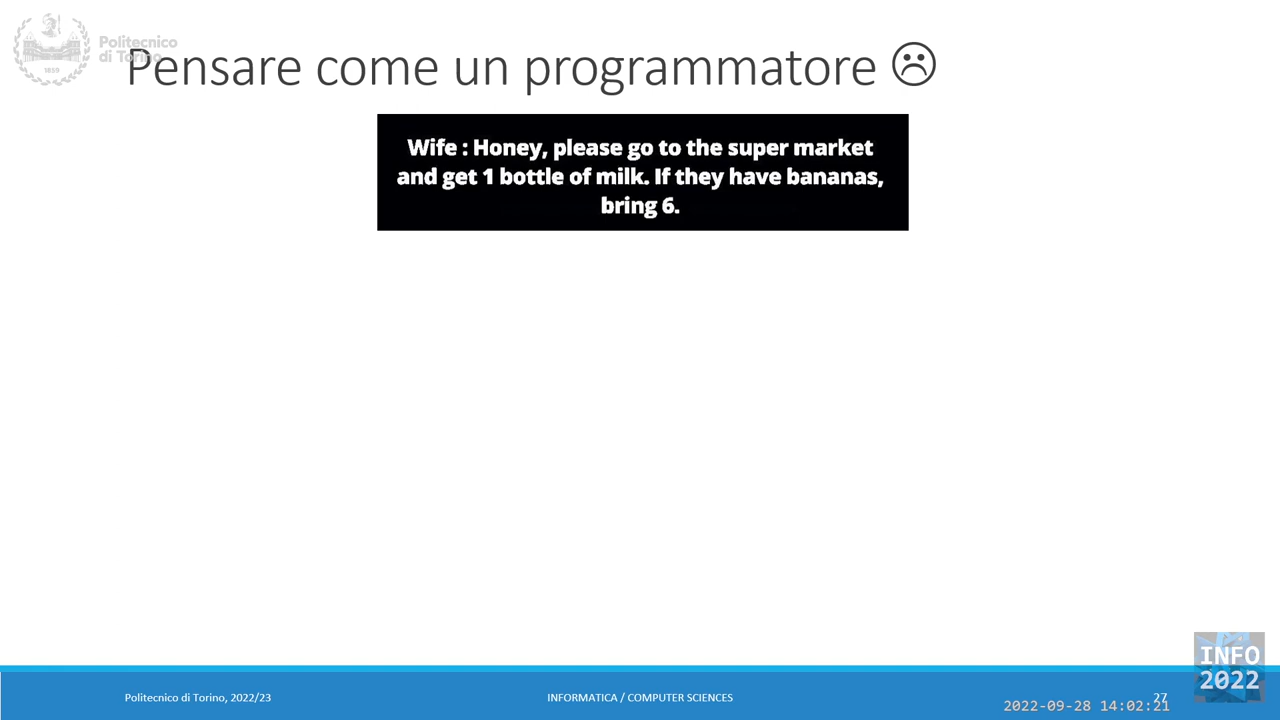 Politecnico
di Torino
1859
Pensare come un programmatore ☹
Wife : Honey, please go to the super market
and get 1 bottle of milk. If they have bananas,
bring 6.
Politecnico di Torino, 2022/23
INFORMATICA / COMPUTER SCIENCES
27
2022-09-28 14:02:21
INFO
2022